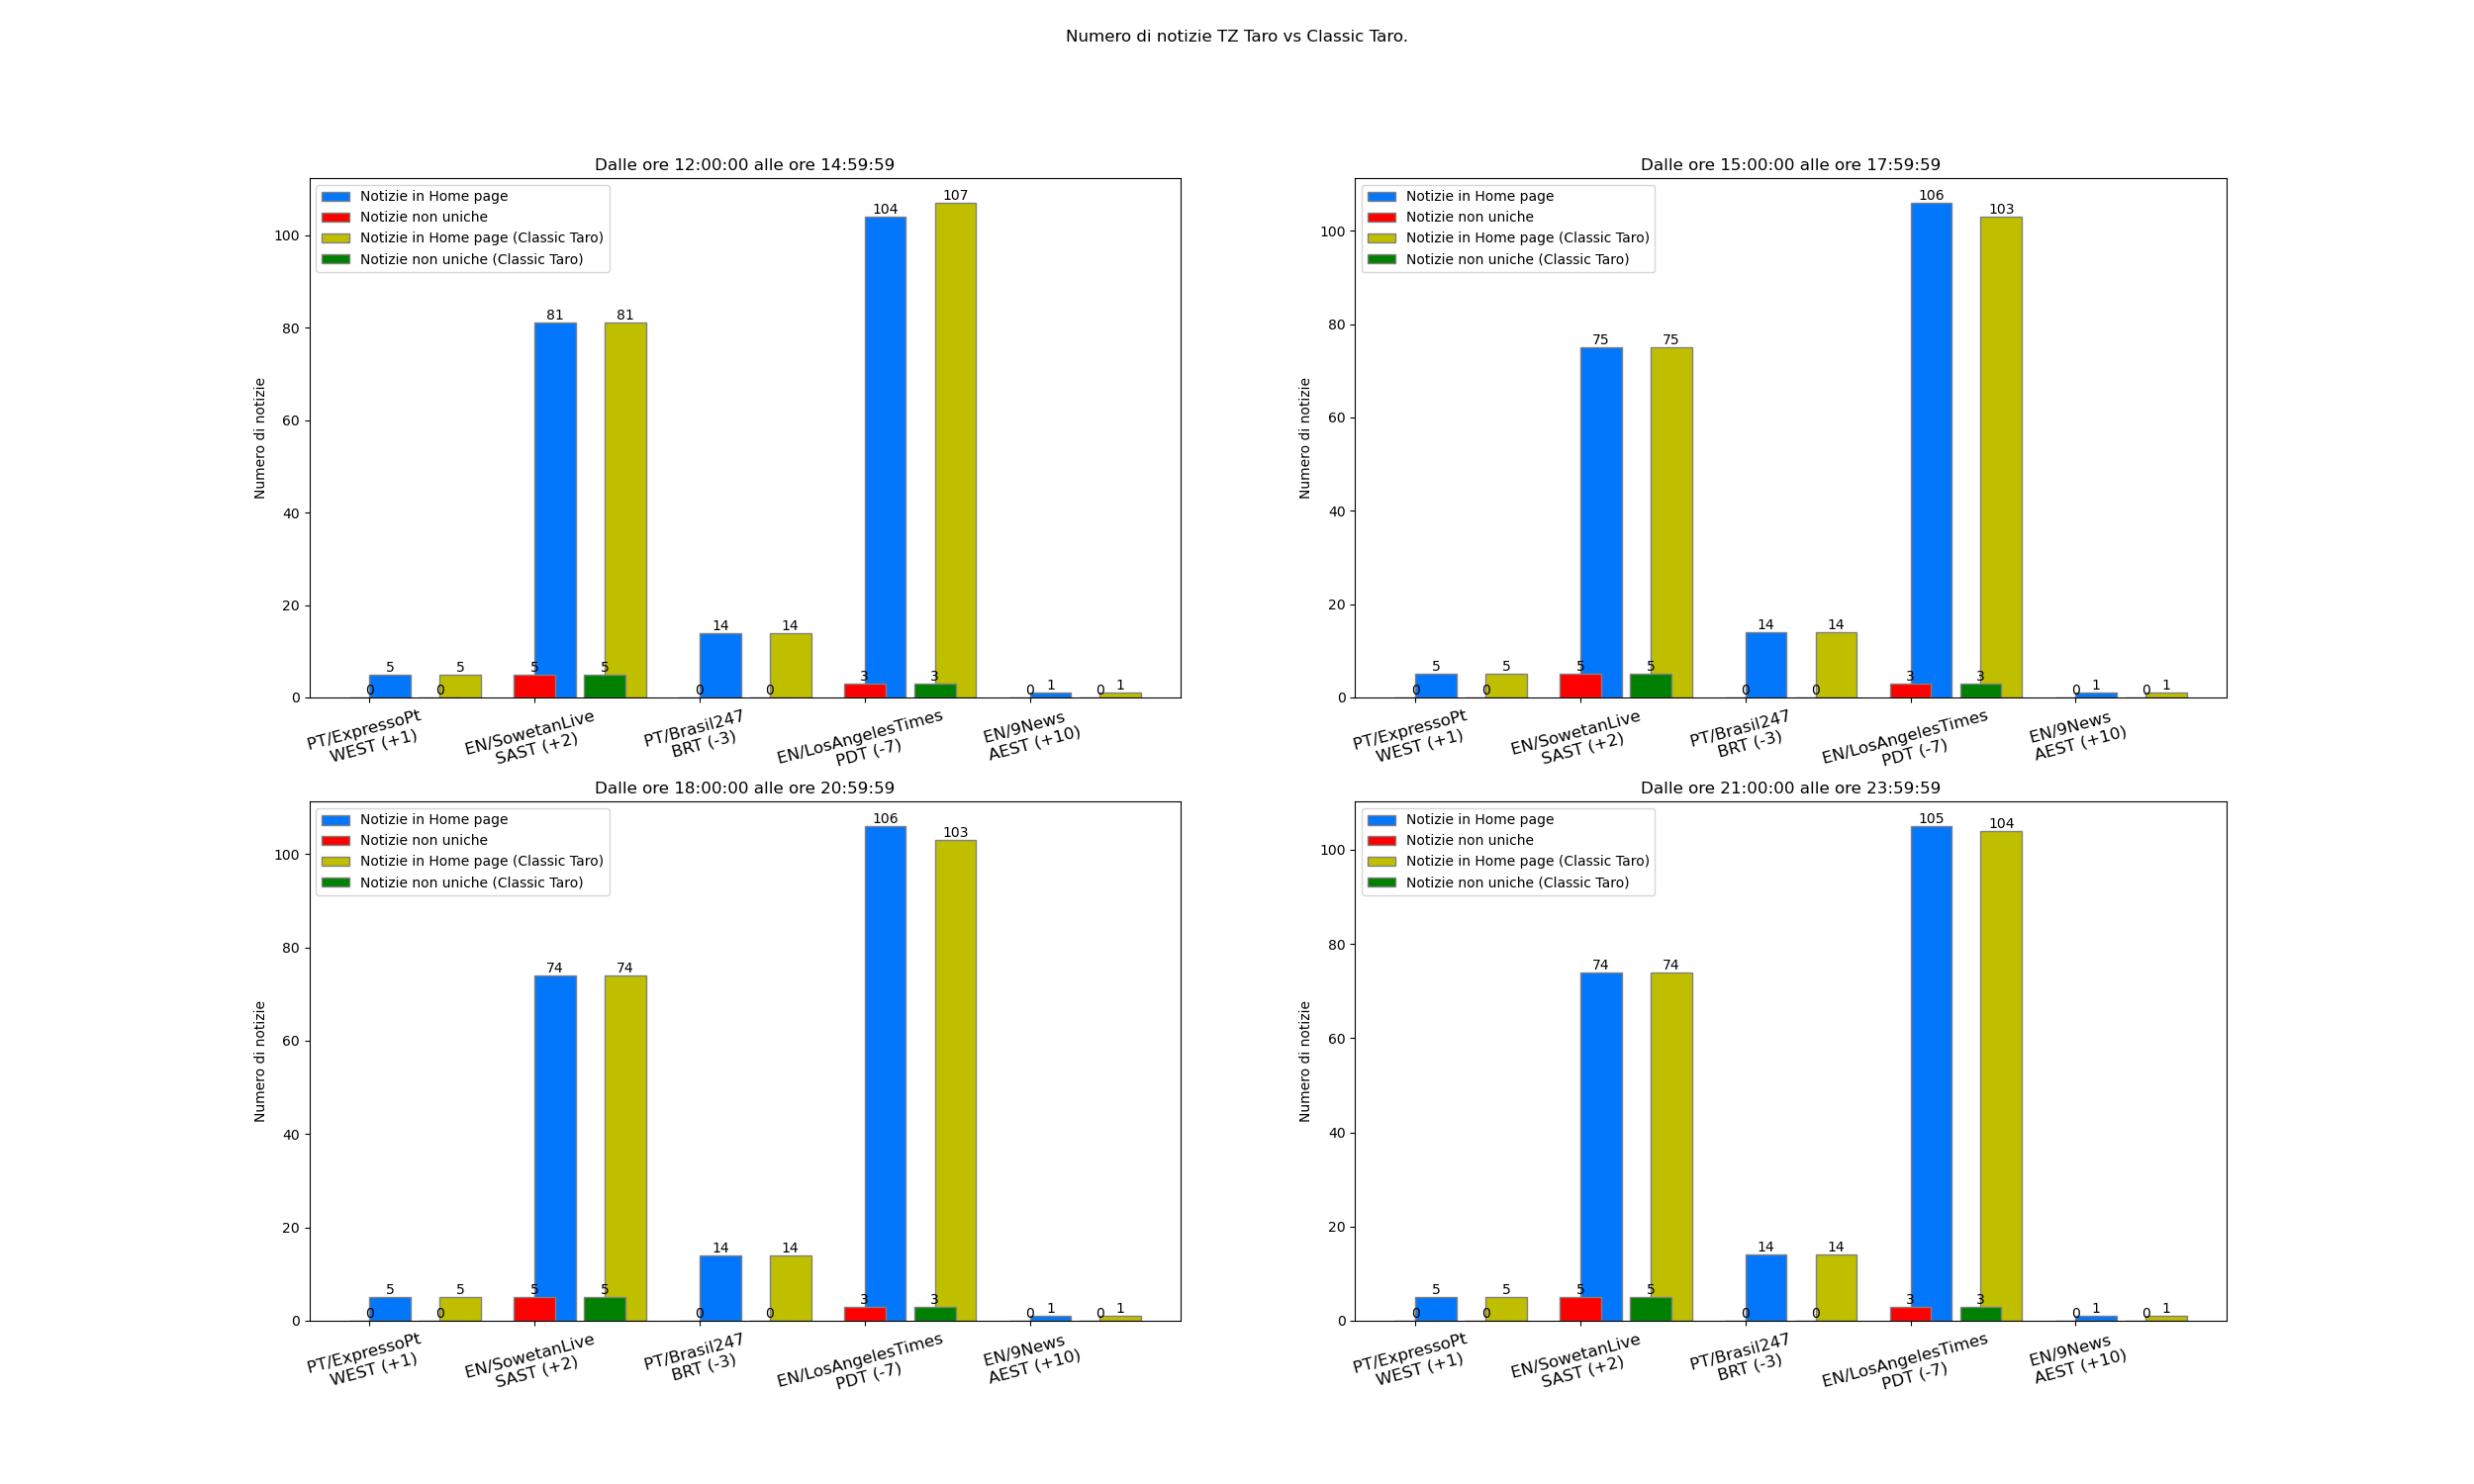 Numero di notizie TZ Taro vs Classic Taro.
Dalle ore 12:00:00 alle ore 14:59:59
Notizie in Home page
Notizie non uniche
Notizie in Home page (Classic Taro)
Notizie non uniche (Classic Taro)
Numero di notizie
100
80
60
40
20
0
104
107
81
81
14
14
5
5
5
5
3
3
1
1
0
0
0
0
0
0
PT/ExpressoPt
WEST (+1)
EN/SowetanLive
SAST (+2)
PT/Brasil247
BRT (-3)
EN/LosAngelesTimes
PDT (-7)
EN/9News
AEST (+10)
Dalle ore 15:00:00 alle ore 17:59:59
Notizie in Home page
Notizie non uniche
Notizie in Home page (Classic Taro)
Notizie non uniche (Classic Taro)
Numero di notizie
100
80
60
40
20
0
106
103
75
75
14
14
5
5
5
5
3
3
1
1
0
0
0
0
0
0
PT/ExpressoPt
WEST (+1)
EN/SowetanLive
SAST (+2)
PT/Brasil247
BRT (-3)
EN/LosAngelesTimes
PDT (-7)
EN/9News
AEST (+10)
Dalle ore 18:00:00 alle ore 20:59:59
Notizie in Home page
Notizie non uniche
Notizie in Home page (Classic Taro)
Notizie non uniche (Classic Taro)
Numero di notizie
100
80
60
40
20
0
106
103
74
74
14
14
5
5
5
5
3
3
1
1
0
0
0
0
0
0
PT/ExpressoPt
WEST (+1)
EN/SowetanLive
SAST (+2)
PT/Brasil247
BRT (-3)
EN/LosAngelesTimes
PDT (-7)
EN/9News
AEST (+10)
Dalle ore 21:00:00 alle ore 23:59:59
Notizie in Home page
Notizie non uniche
Notizie in Home page (Classic Taro)
Notizie non uniche (Classic Taro)
Numero di notizie
100
80
60
40
20
0
105
104
74
74
14
14
5
5
5
5
3
3
1
1
0
0
0
0
0
0
PT/ExpressoPt
WEST (+1)
EN/SowetanLive
SAST (+2)
PT/Brasil247
BRT (-3)
EN/LosAngelesTimes
PDT (-7)
EN/9News
AEST (+10)